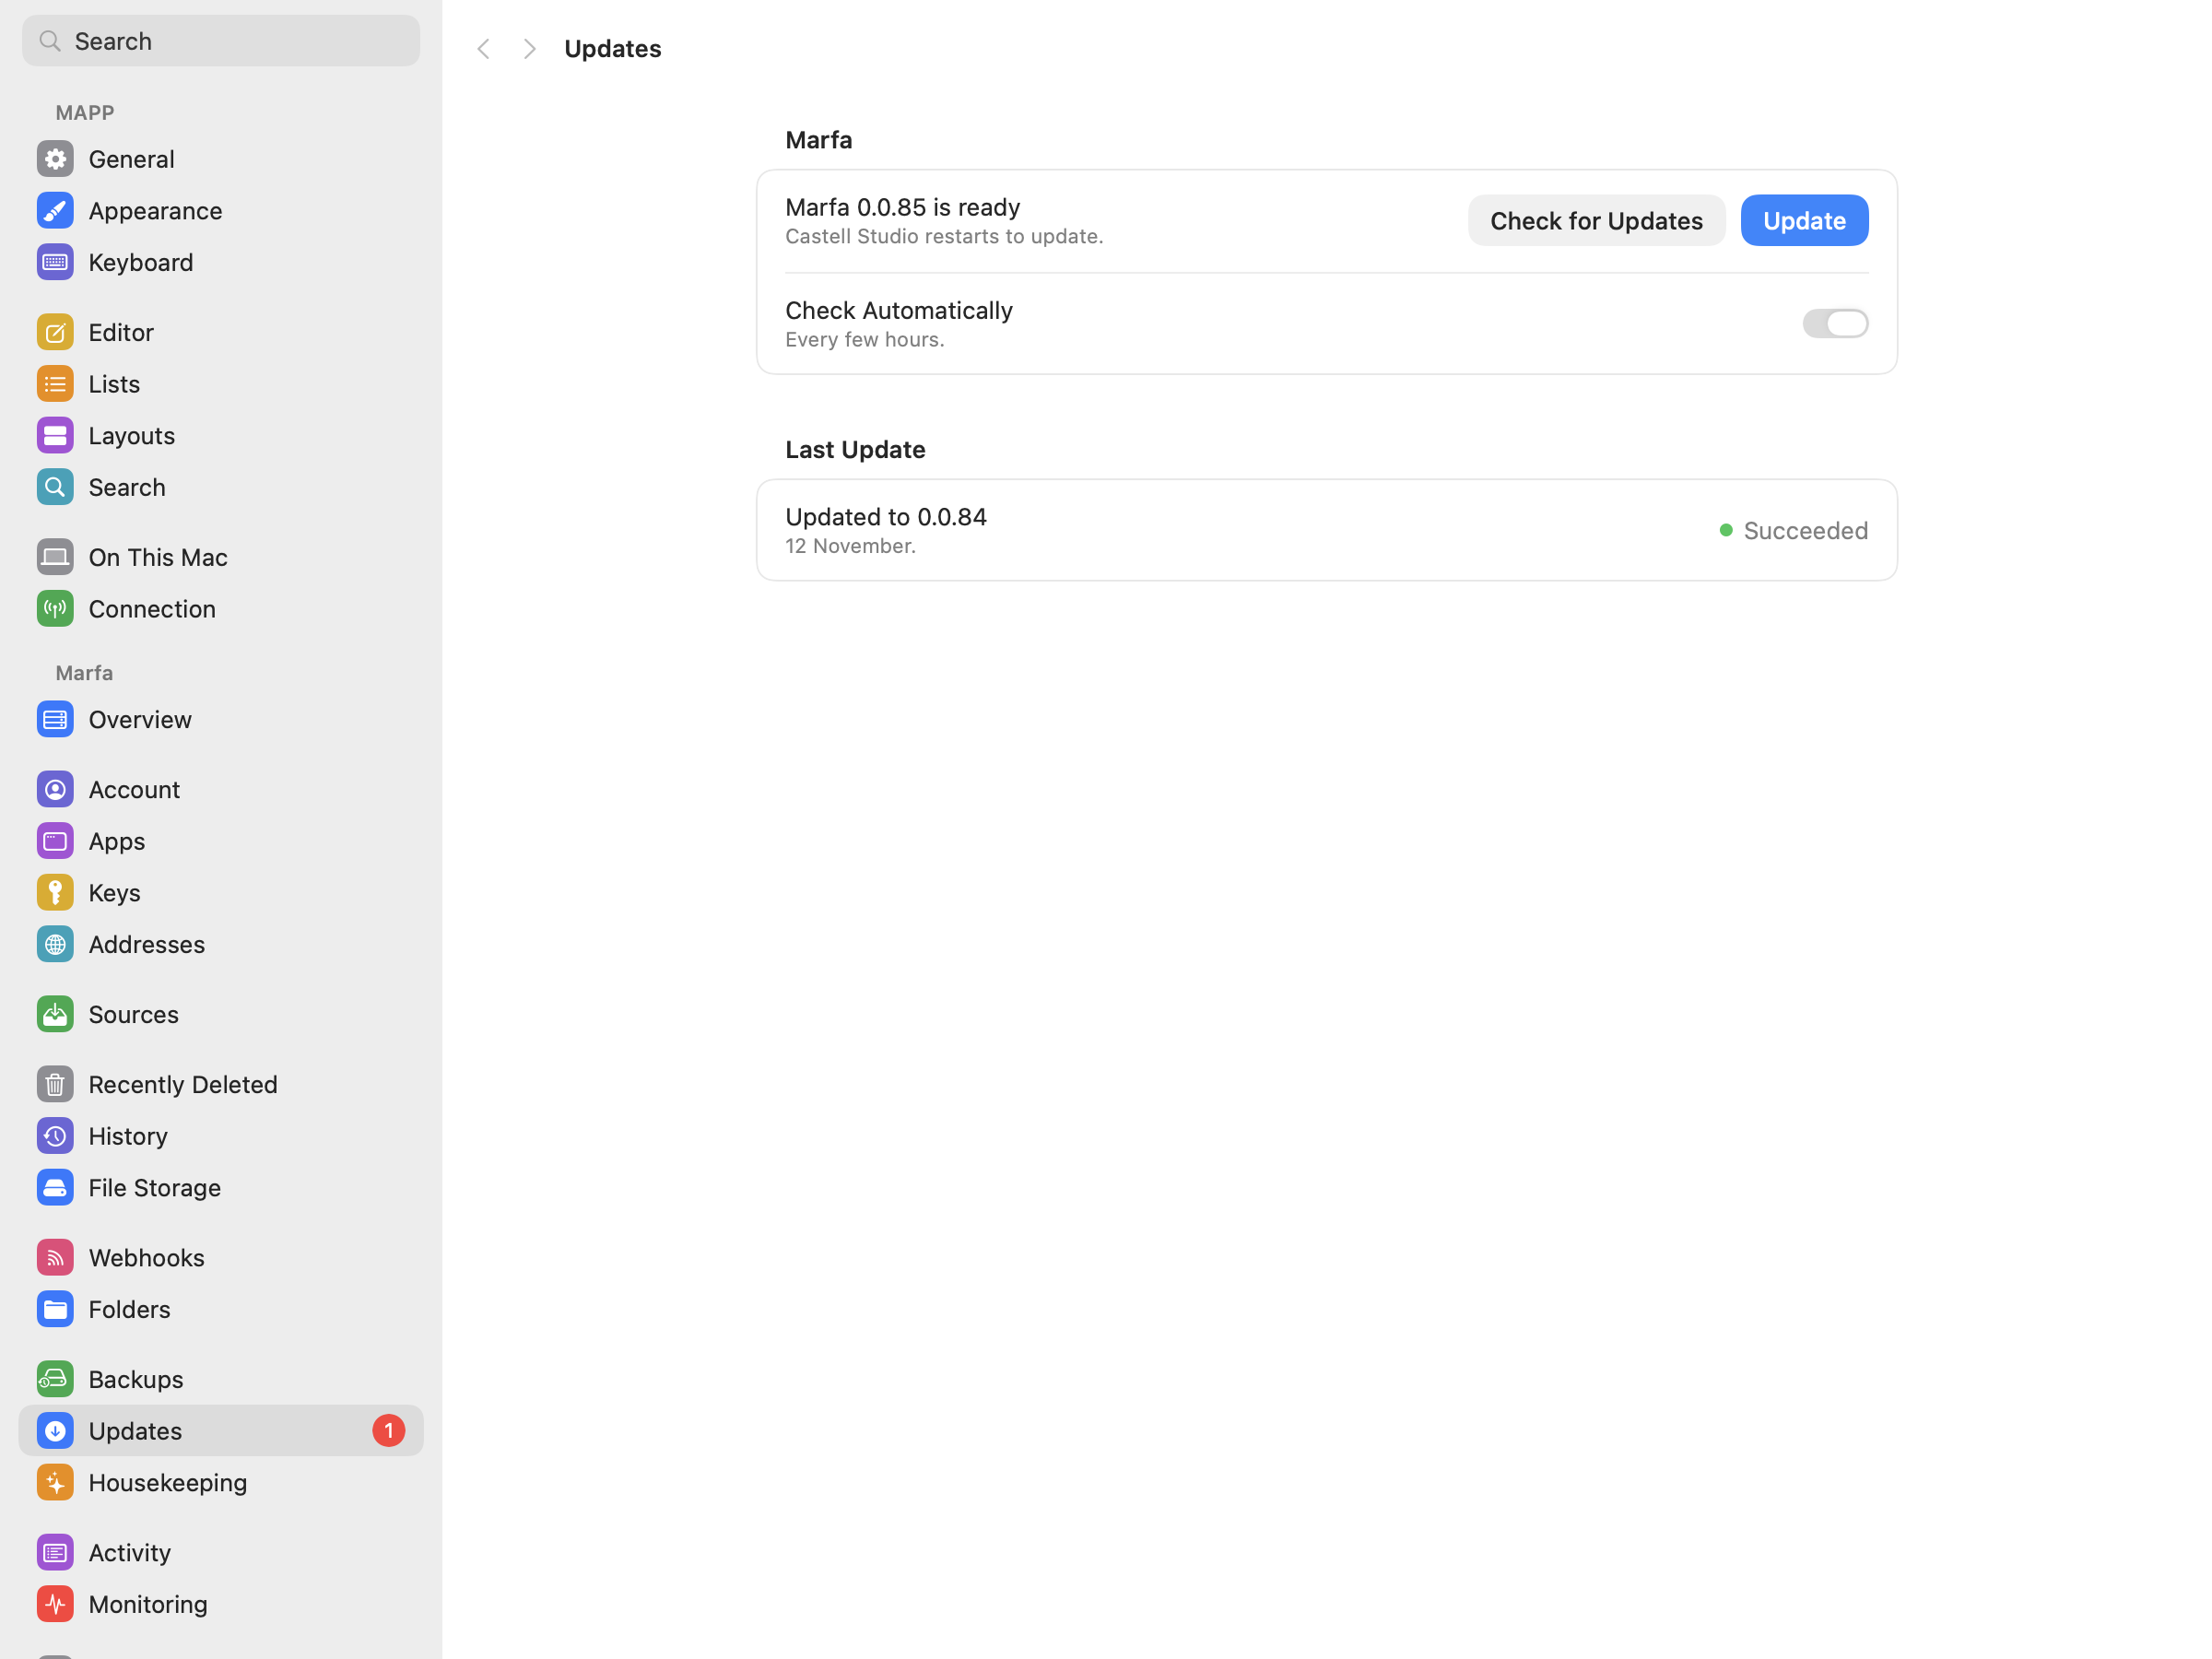 Search
MAPP
General
Appearance
Keyboard
Editor
Lists
Layouts
Search
On This Mac
Connection
Marfa
Overview
Account
Apps
Keys
Addresses
Sources
Recently Deleted
History
File Storage
Webhooks
Folders
Backups
Updates 1
Housekeeping
Activity
Monitoring
Updates
Marfa
Marfa 0.0.85 is ready
Castell Studio restarts to update.
Check for Updates
Update
Check Automatically
Every few hours.
Last Update
Updated to 0.0.84
12 November.
Succeeded